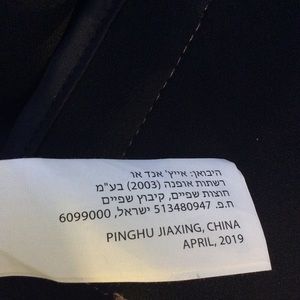 היבואן: אייץ' אנד או
רשתות אופנה (2003) בע"מ
חוצות שפיים, קיבוץ שפיים
ח.פ. 513480947 ישראל, 6099000
PINGHU JIAXING, CHINA
APRIL, 2019